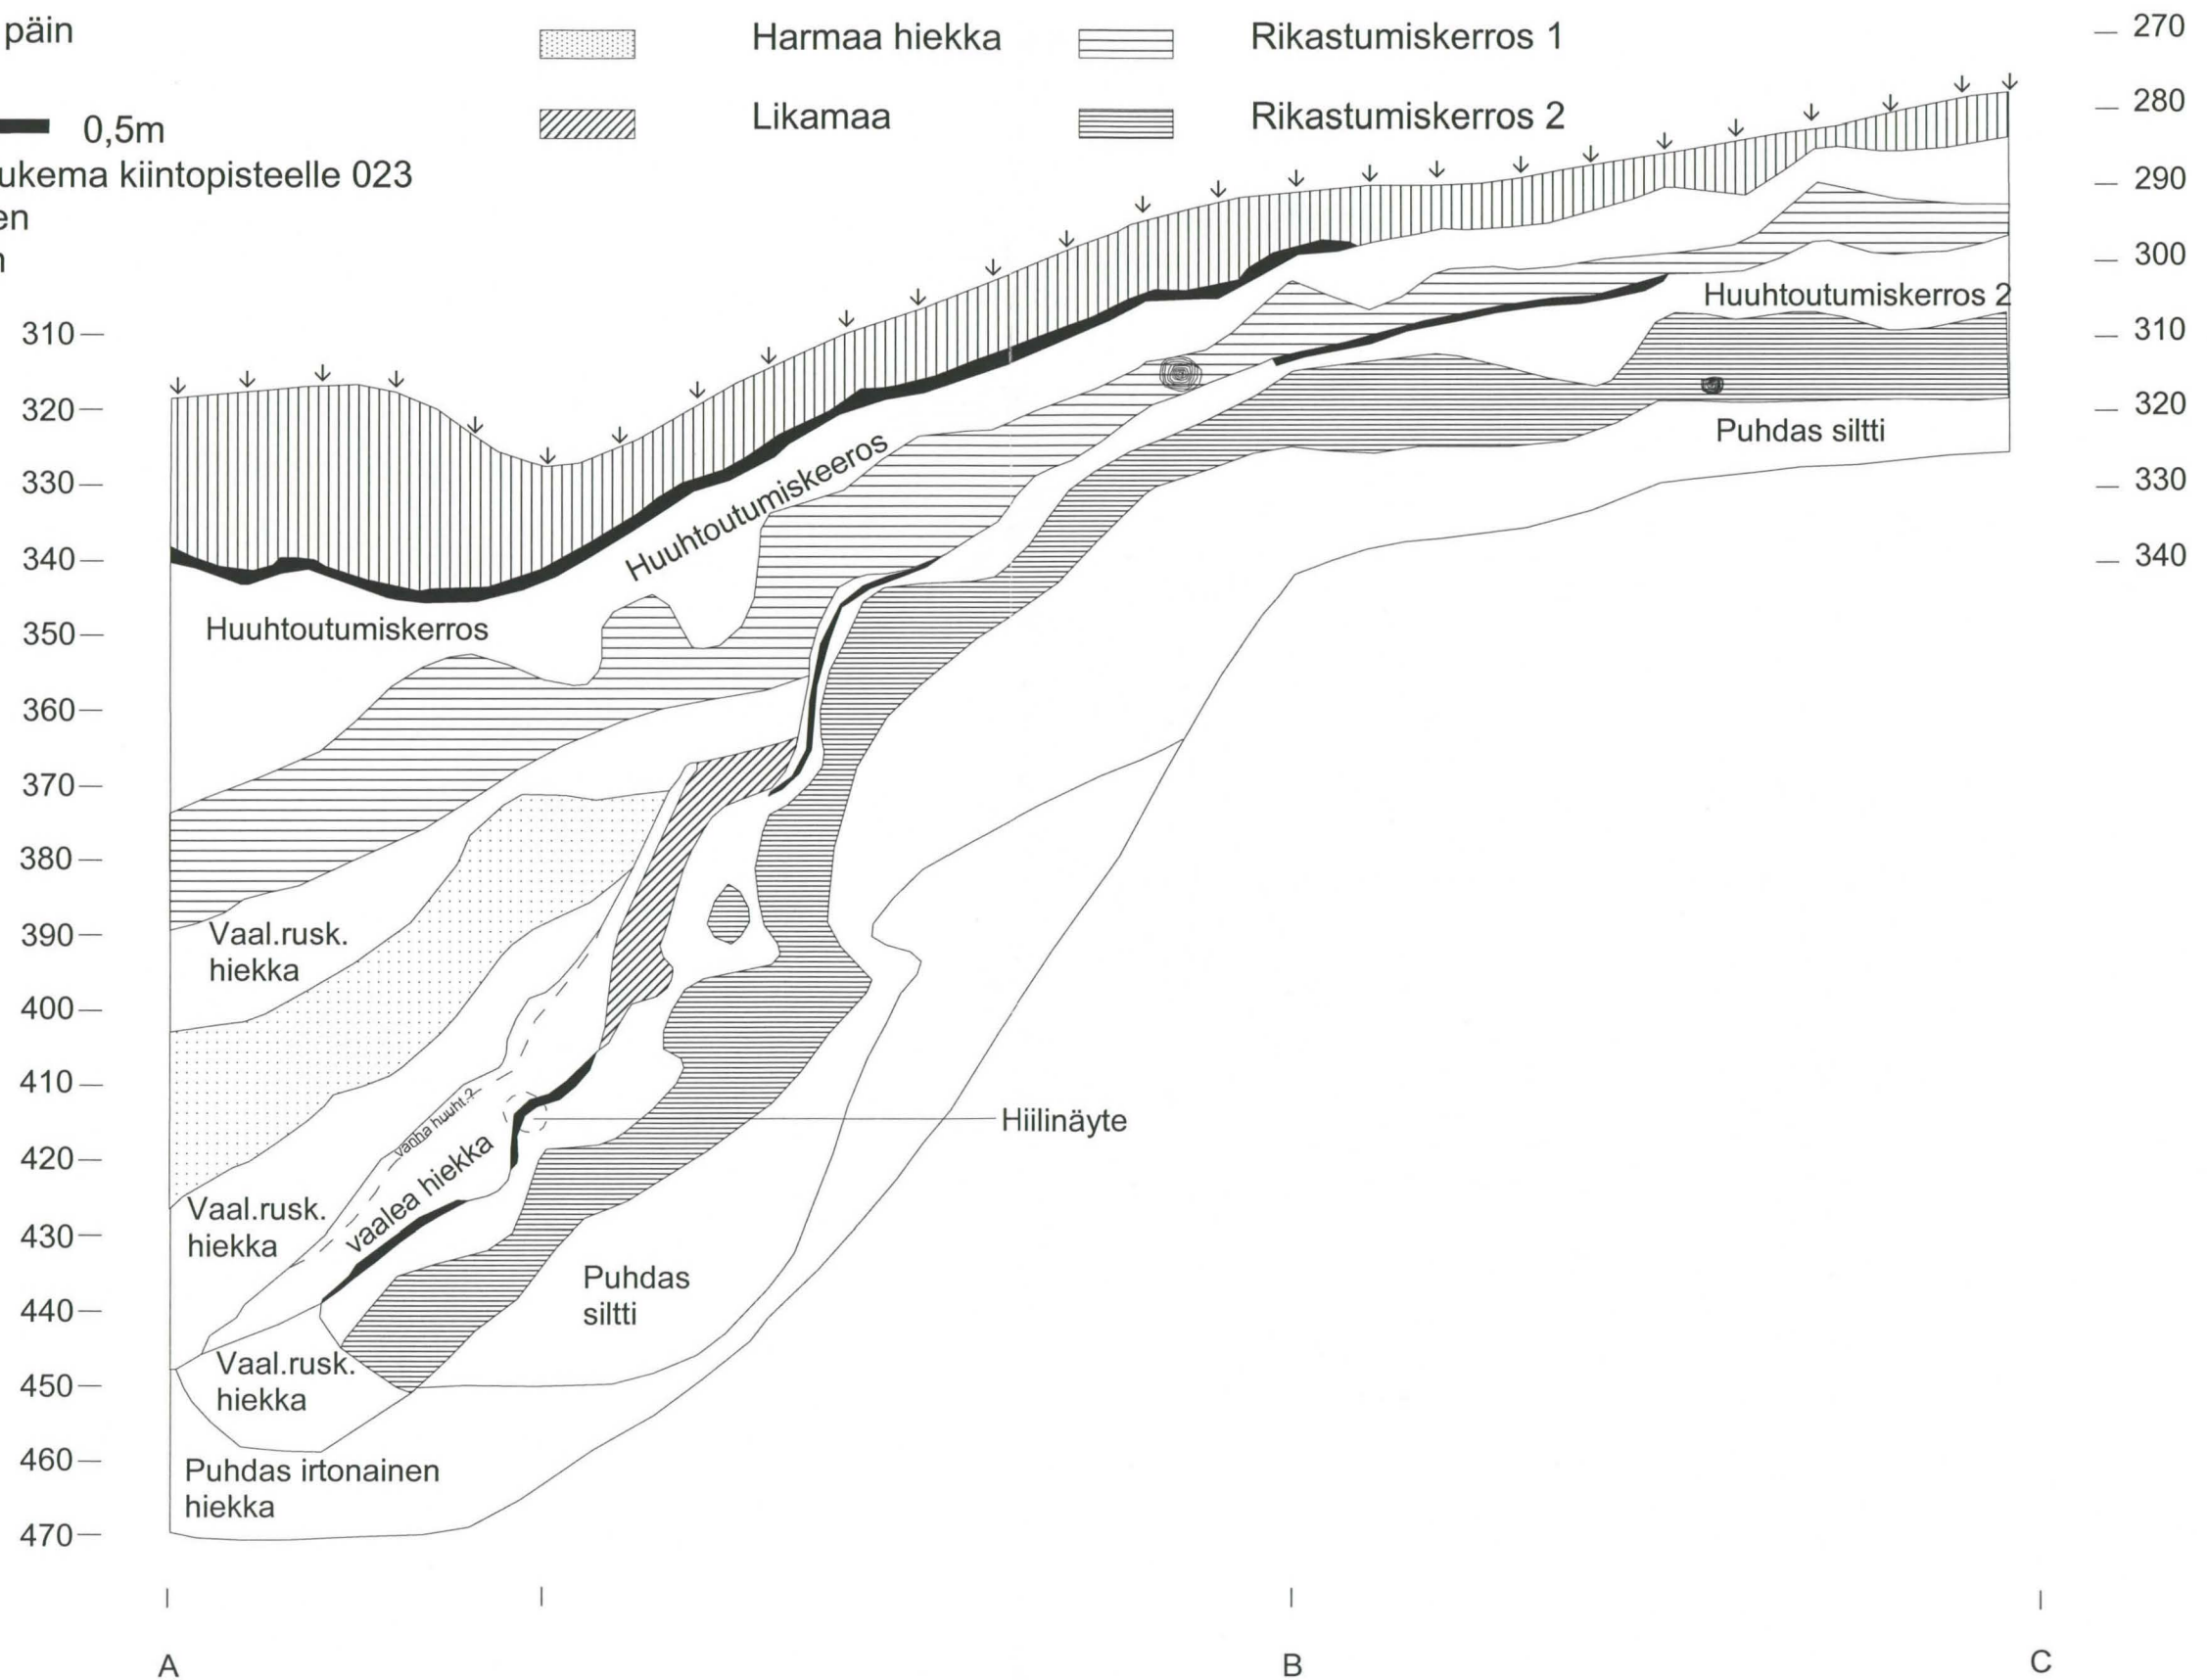 päin
0,5m
ukema kiintopisteelle 023
en
Harmaa hiekka
Likamaa
Rikastumiskerros 1
Rikastumiskerros 2
270
280
290
300
310
320
330
340
310
320
330
340
350
360
370
380
390
400
410
420
430
440
450
460
470
Huuhtoutumiskeeros
Huuhtoutumiskerros 2
Puhdas siltti
Huuhtoutumiskerros
Vaal.rusk.
hiekka
vanha huuht.?
vaalea hiekka
Hiilinäyte
Vaal.rusk.
hiekka
Puhdas
siltti
Vaal.rusk.
hiekka
Puhdas irtonainen
hiekka
A
B
C